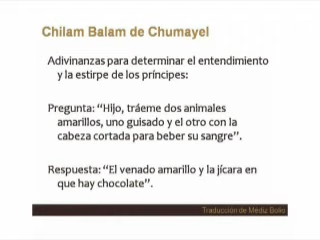 Chilam Balam de Chumayel
Adivinanzas para determinar el entendimiento
y la estirpe de los príncipes:
Pregunta: “Hijo, tráeme dos animales
amarillos, uno guisado y el otro con la
cabeza cortada para beber su sangre”.
Respuesta: “El venado amarillo y la jícara en
que hay chocolate”.
Traducción de Mediz Bolio